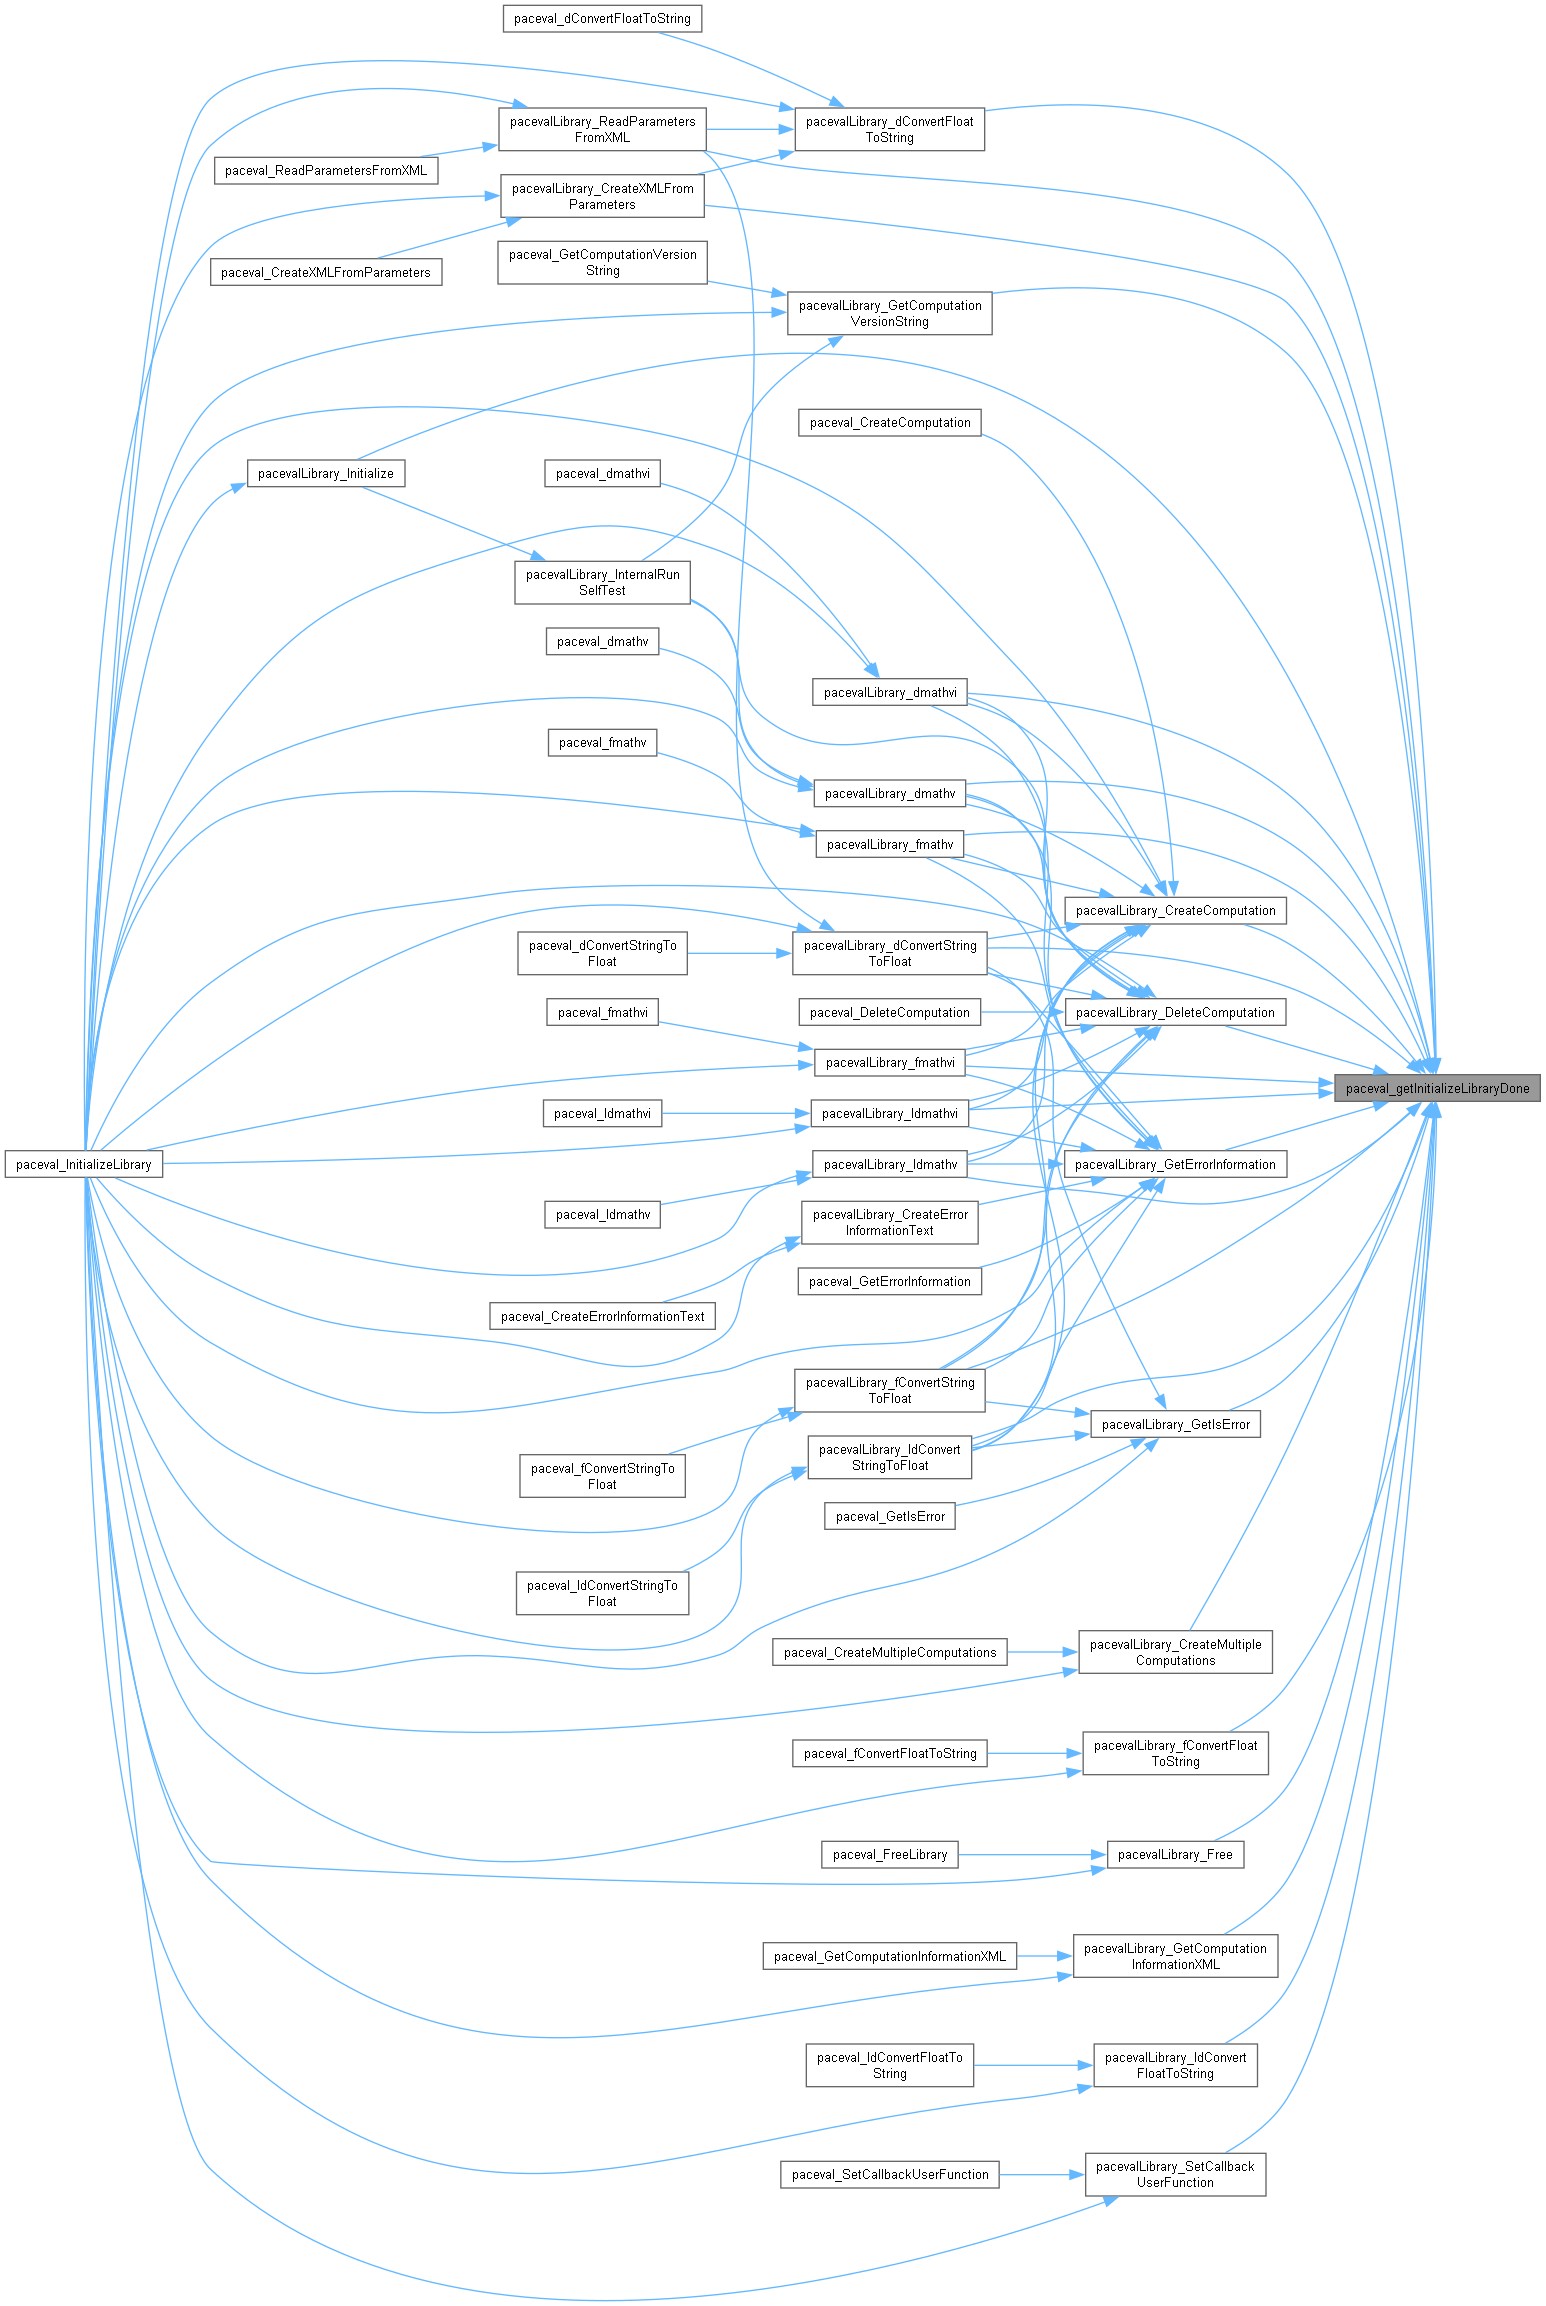 paceval_dConvertFloatToString
pacevalLibrary_ReadParameters
FromXML
pacevalLibrary_dConvertFloat
ToString
paceval_ReadParametersFromXML
pacevalLibrary_CreateXMLFrom
Parameters
paceval_GetComputationVersion
String
paceval_CreateXMLFromParameters
pacevalLibrary_GetComputation
VersionString
paceval_CreateComputation
pacevalLibrary_Initialize
paceval_dmathvi
pacevalLibrary_InternalRun
SelfTest
paceval_dmathv
pacevalLibrary_dmathvi
paceval_fmathv
pacevalLibrary_dmathv
pacevalLibrary_fmathv
pacevalLibrary_CreateComputation
paceval_dConvertStringTo
Float
pacevalLibrary_dConvertString
ToFloat
paceval_fmathvi
paceval_DeleteComputation
pacevalLibrary_DeleteComputation
pacevalLibrary_fmathvi
paceval_getInitializeLibraryDone
paceval_ldmathvi
pacevalLibrary_ldmathvi
paceval_InitializeLibrary
pacevalLibrary_ldmathv
pacevalLibrary_GetErrorInformation
paceval_ldmathv
pacevalLibrary_CreateError
InformationText
paceval_GetErrorInformation
paceval_CreateErrorInformationText
pacevalLibrary_fConvertString
ToFloat
pacevalLibrary_GetIsError
pacevalLibrary_ldConvert
StringToFloat
paceval_fConvertStringTo
Float
paceval_GetIsError
paceval_ldConvertStringTo
Float
paceval_CreateMultipleComputations
pacevalLibrary_CreateMultiple
Computations
paceval_fConvertFloatToString
pacevalLibrary_fConvertFloat
ToString
paceval_FreeLibrary
pacevalLibrary_Free
paceval_GetComputationInformationXML
pacevalLibrary_GetComputation
InformationXML
paceval_ldConvertFloatTo
String
pacevalLibrary_ldConvert
FloatToString
paceval_SetCallbackUserFunction
pacevalLibrary_SetCallback
UserFunction